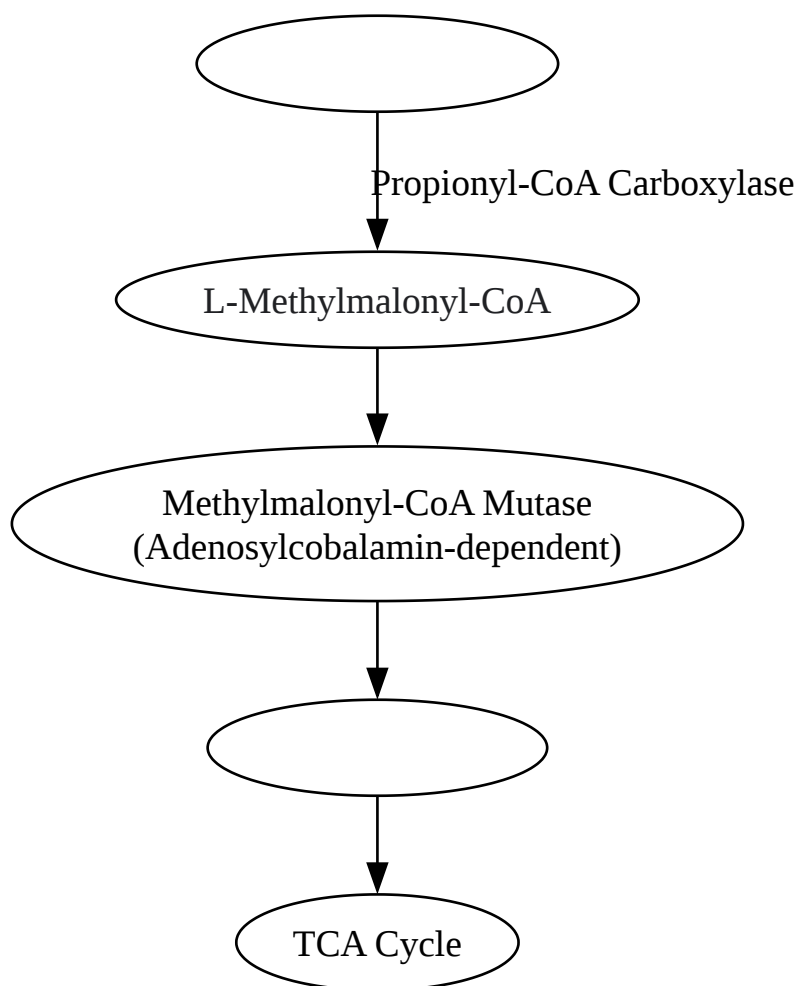 Propionyl-CoA Carboxylase
L-Methylmalonyl-CoA
Methylmalonyl-CoA Mutase
(Adenosylcobalamin-dependent)
TCA Cycle